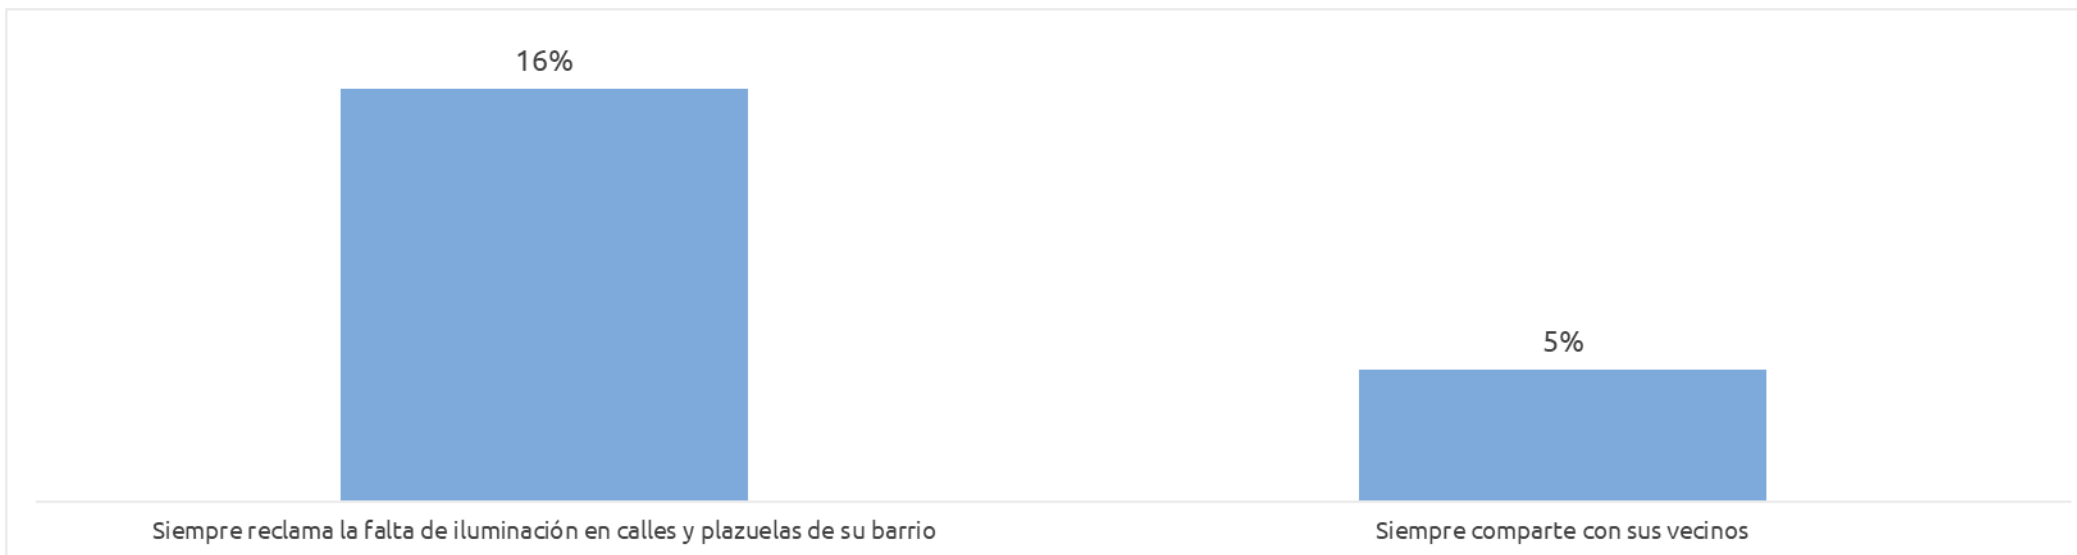 16%
5%
Siempre reclama la falta de iluminación en calles y plazuelas de su barrio
Siempre comparte con sus vecinos